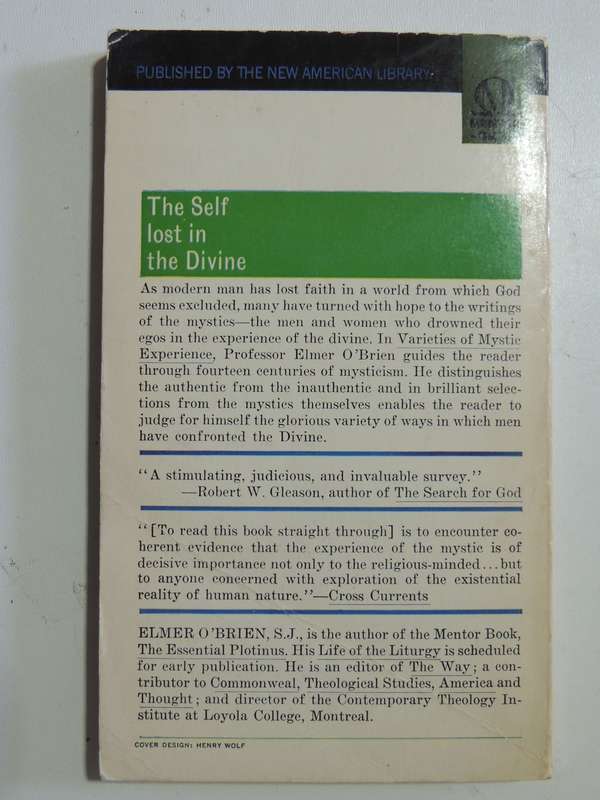 PUBLISHED BY THE NEW AMERICAN LIBRARY
The Self
lost in
the Divine
As modern man has lost faith in a world from which God
seems excluded, many have turned with hope to the writings
of the mystics—the men and women who drowned their
egos in the experience of the divine. In Varieties of Mystic
Experience, Professor Elmer O'Brien guides the reader
through fourteen centuries of mysticism. He distinguishes
the authentic from the inauthentic and in brilliant selec-
tions from the mystics themselves enables the reader to
judge for himself the glorious variety of ways in which men
have confronted the Divine.
"A stimulating, judicious, and invaluable survey."
—Robert W. Gleason, author of The Search for God
"[To read this book straight through] is to encounter co-
herent evidence that the experience of the mystic is of
decisive importance not only to the religious-minded...but
to anyone concerned with exploration of the existential
reality of human nature."—Cross Currents
ELMER O'BRIEN, S.J., is the author of the Mentor Book,
The Essential Plotinus. His Life of the Liturgy is scheduled
for early publication. He is an editor of The Way; a con-
tributor to Commonweal, Theological Studies, America and
Thought; and director of the Contemporary Theology In-
stitute at Loyola College, Montreal.
COVER DESIGN: HENRY WOLF